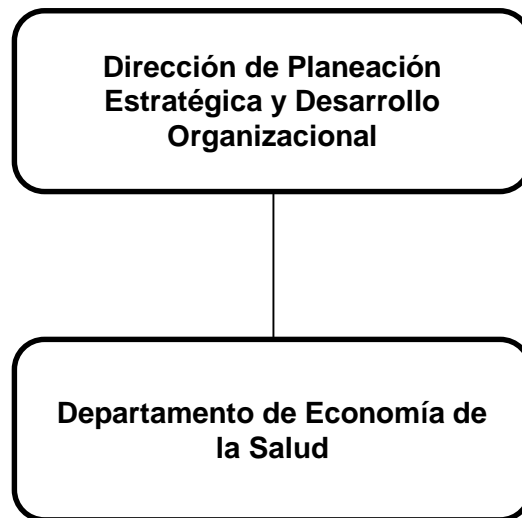 Dirección de Planeación
Estratégica y Desarrollo
Organizacional
Departamento de Economía de
la Salud